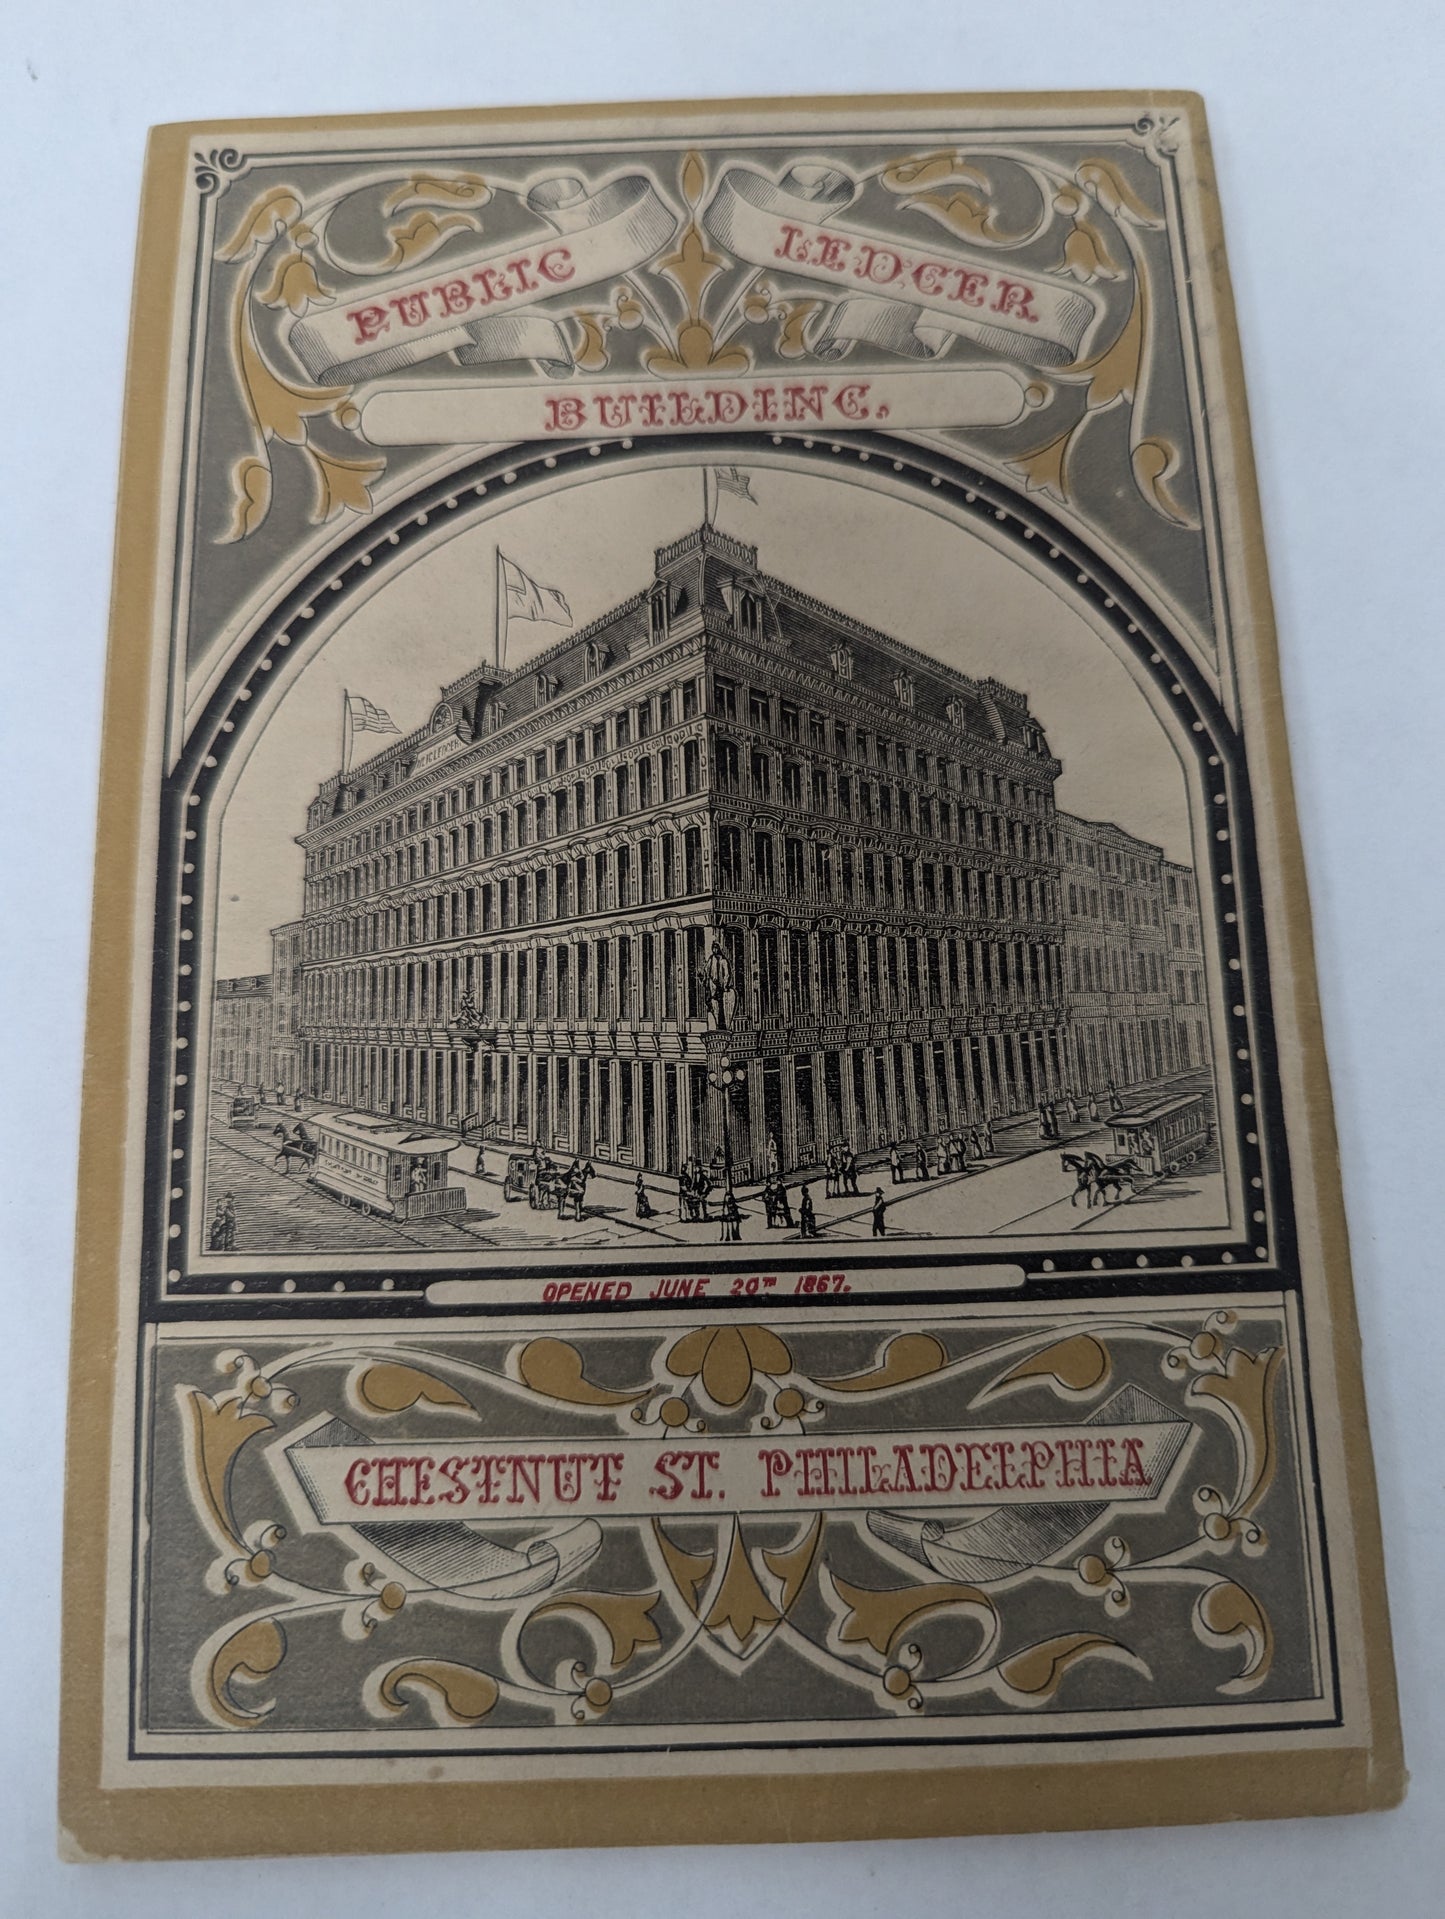 PUBLIC LEDGER
BUILDING.
OPENED JUNE 20TH 1867.
CHESTNUT ST. PHILADELPHIA